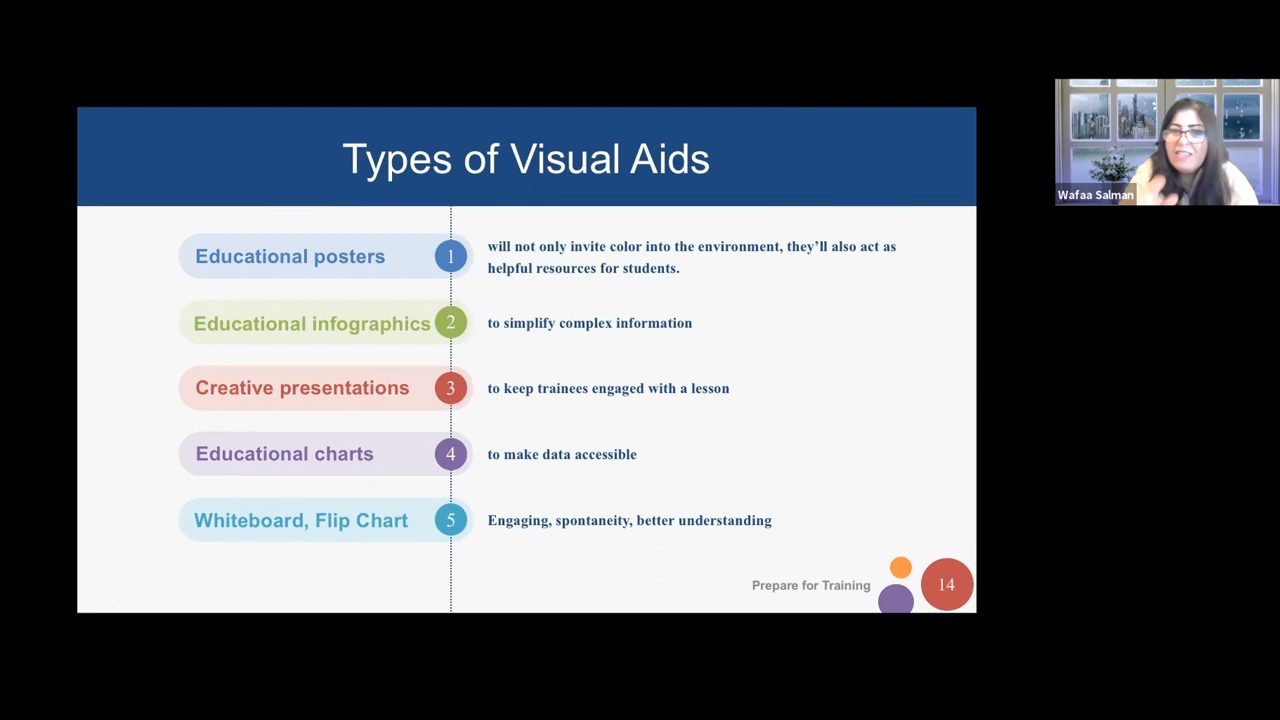 Types of Visual Aids
Educational posters
1
will not only invite color into the environment, they’ll also act as
helpful resources for students.
Educational infographics
2
to simplify complex information
Creative presentations
3
to keep trainees engaged with a lesson
Educational charts
4
to make data accessible
Whiteboard, Flip Chart
5
Engaging, spontaneity, better understanding
Prepare for Training
14
Wafaa Salman